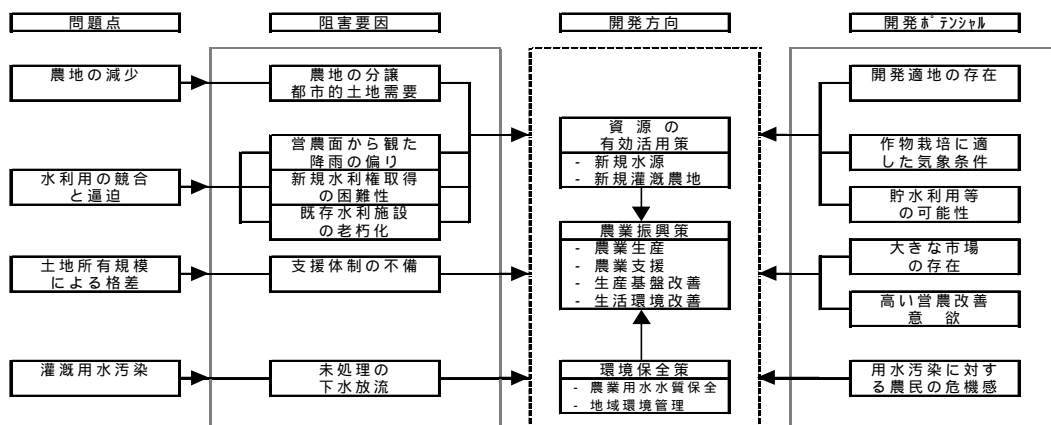 問題点
阻害要因
開発方向
開発ﾎﾟﾃﾝｼｬﾙ
農地の減少
水利用の競合
と逼迫
土地所有規模
による格差
灌漑用水汚染
農地の分譲
都市的土地需要
営農面から観た
降雨の偏り
新規水利権取得
の困難性
既存水利施設
の老朽化
支援体制の不備
未処理の
下水放流
資源の
有効活用策
- 新規水源
- 新規灌漑農地
農業振興策
- 農業生産
- 農業支援
- 生産基盤改善
- 生活環境改善
環境保全策
- 農業用水水質保全
- 地域環境管理
開発適地の存在
作物栽培に適
した気象条件
貯水利用等
の可能性
大きな市場
の存在
高い営農改善
意欲
用水汚染に対す
る農民の危機感